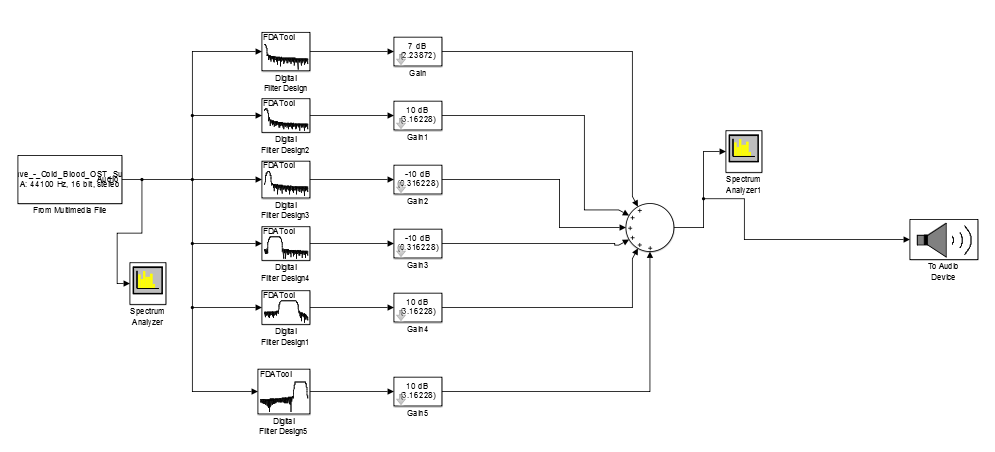 FDATool
Digital
Filter Design
7 dB
(2.23872)
Gain
FDATool
Digital
Filter Design2
10 dB
(3.16228)
Gain1
FDATool
Digital
Filter Design3
-10 dB
(0.316228)
Gain2
ive_-_Cold_Blood_OST_Su
Audio
A: 44100 Hz, 16 bit, stereo
From Multimedia File
Spectrum
Analyzer
FDATool
Digital
Filter Design4
-10 dB
(0.316228)
Gain3
FDATool
Digital
Filter Design1
10 dB
(3.16228)
Gain4
FDATool
Digital
Filter Design5
10 dB
(3.16228)
Gain5
Spectrum
Analyzer1
To Audio
Device